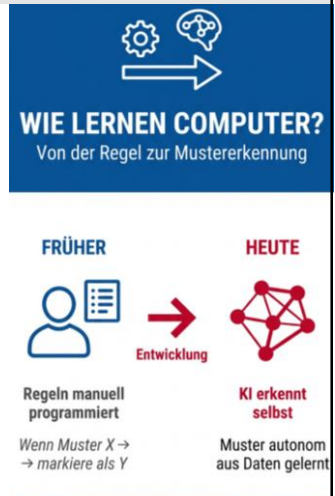 WIE LERNEN COMPUTER?
Von der Regel zur Mustererkennung
FRÜHER
HEUTE
Entwicklung
Regeln manuell
programmiert
KI erkennt
selbst
Wenn Muster X →
→ markiere als Y
Muster autonom
aus Daten gelernt